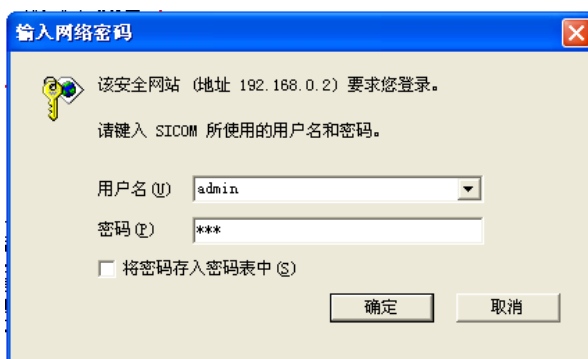 输入网络密码
该安全网站 (地址 192.168.0.2) 要求您登录。
请键入 SICOM 所使用的用户名和密码。
用户名(U) admin
密码(P) ***
将密码存入密码表中(S)
确定 取消